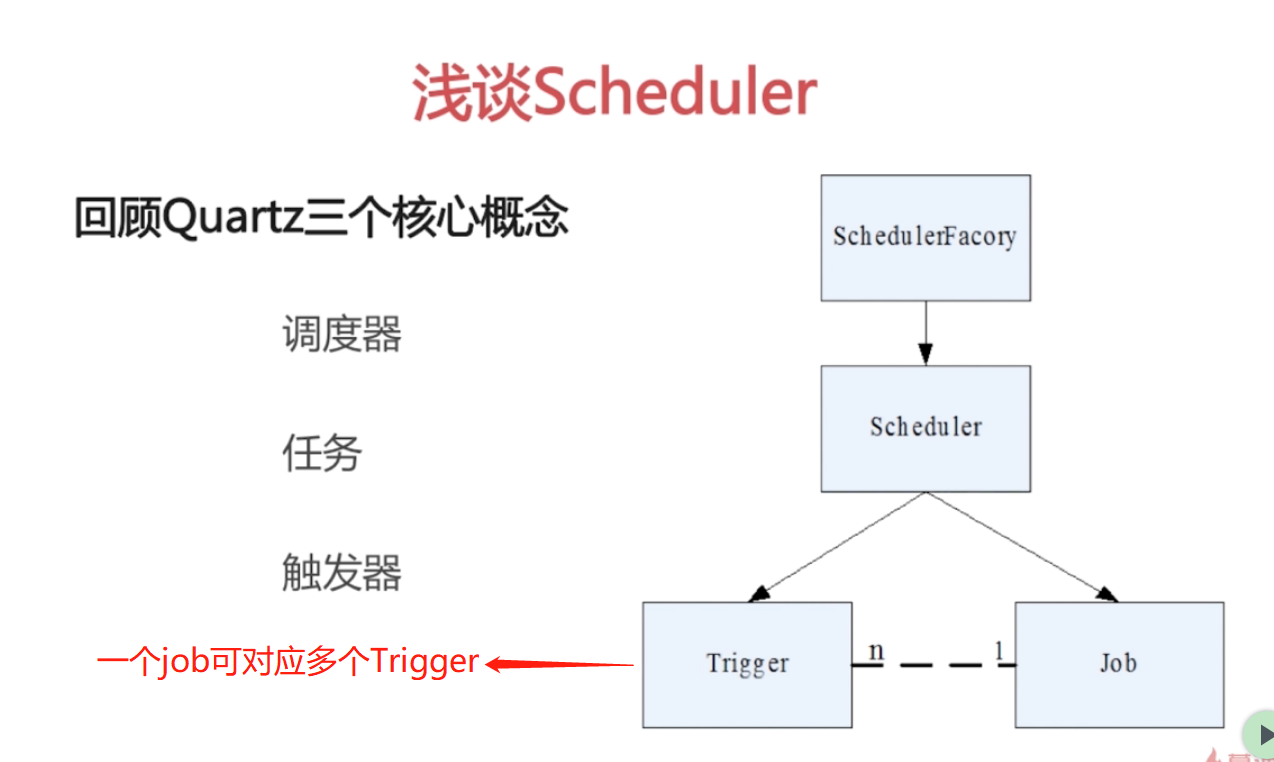 浅谈Scheduler
回顾Quartz三个核心概念
调度器
任务
触发器
一个job可对应多个Trigger
SchedulerFacory
Scheduler
Trigger
n
1
Job